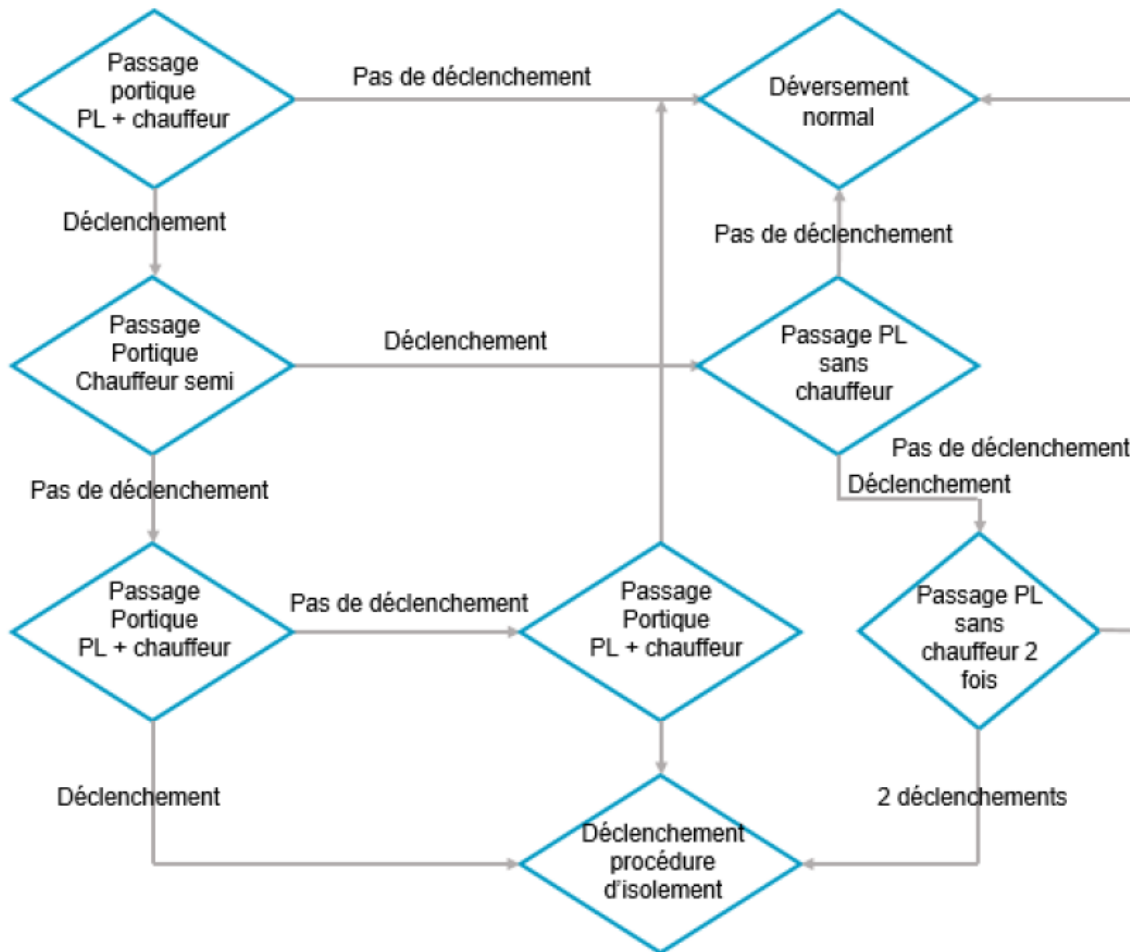 Passage
portique
PL + chauffeur
Pas de déclenchement
Déversement
normal
Déclenchement
Pas de déclenchement
Passage
Portique
Chauffeur semi
Déclenchement
Passage PL
sans
chauffeur
Pas de déclenchement
Déclenchement
Pas de déclenchement
Passage
Portique
PL + chauffeur
Pas de déclenchement
Passage
Portique
PL + chauffeur
Passage PL
sans
chauffeur 2
fois
Déclenchement
2 déclenchements
Déclenchement
procédure
d'isolement